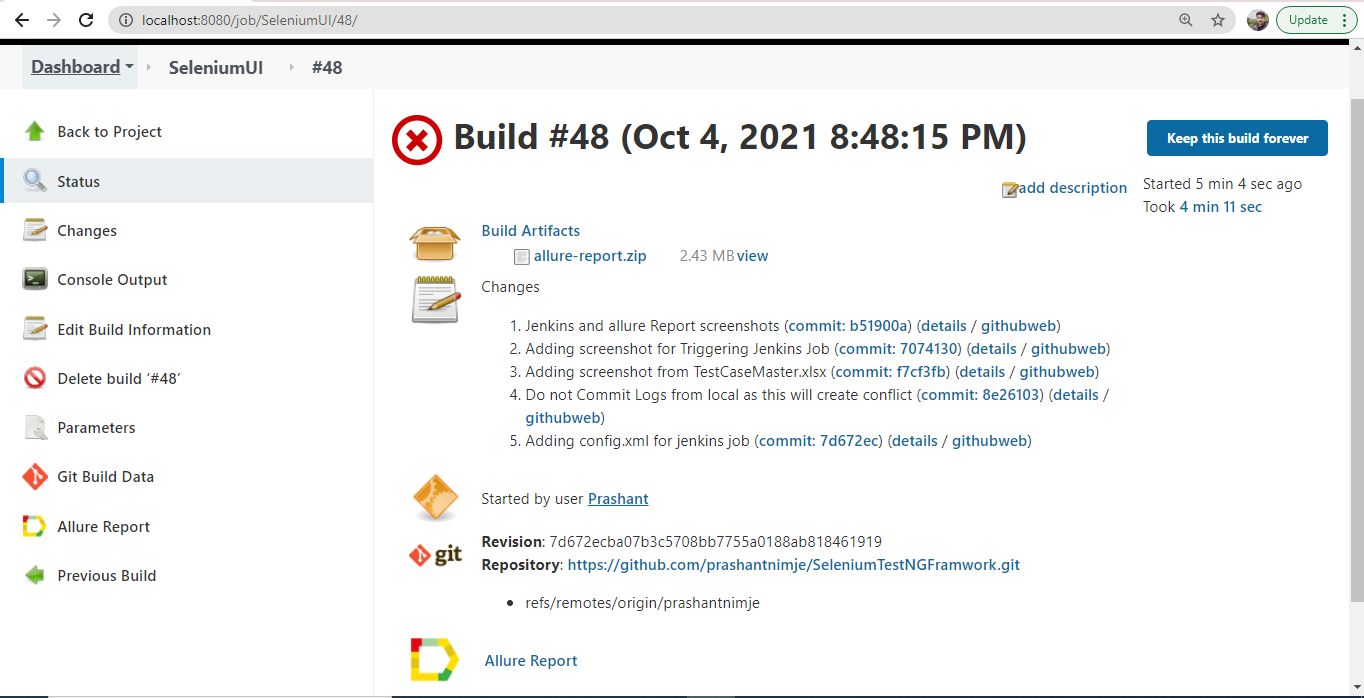 localhost:8080/job/SeleniumUI/48/
Update
Dashboard SeleniumUI #48
Back to Project
Status
Changes
Console Output
Edit Build Information
Delete build ‘#48’
Parameters
Git Build Data
Allure Report
Previous Build
Build #48 (Oct 4, 2021 8:48:15 PM)
Keep this build forever
add description
Started 5 min 4 sec ago
Took 4 min 11 sec
Build Artifacts
allure-report.zip 2.43 MB view
Changes
1. Jenkins and allure Report screenshots (commit: b51900a) (details / githubweb)
2. Adding screenshot for Triggering Jenkins Job (commit: 7074130) (details / githubweb)
3. Adding screenshot from TestCaseMaster.xlsx (commit: f7cf3fb) (details / githubweb)
4. Do not Commit Logs from local as this will create conflict (commit: 8e26103) (details /
githubweb)
5. Adding config.xml for jenkins job (commit: 7d672ec) (details / githubweb)
Started by user Prashant
git
Revision: 7d672ecba07b3c5708bb7755a0188ab818461919
Repository: https://github.com/prashantnimje/SeleniumTestNGFramwork.git
• refs/remotes/origin/prashantnimje
Allure Report